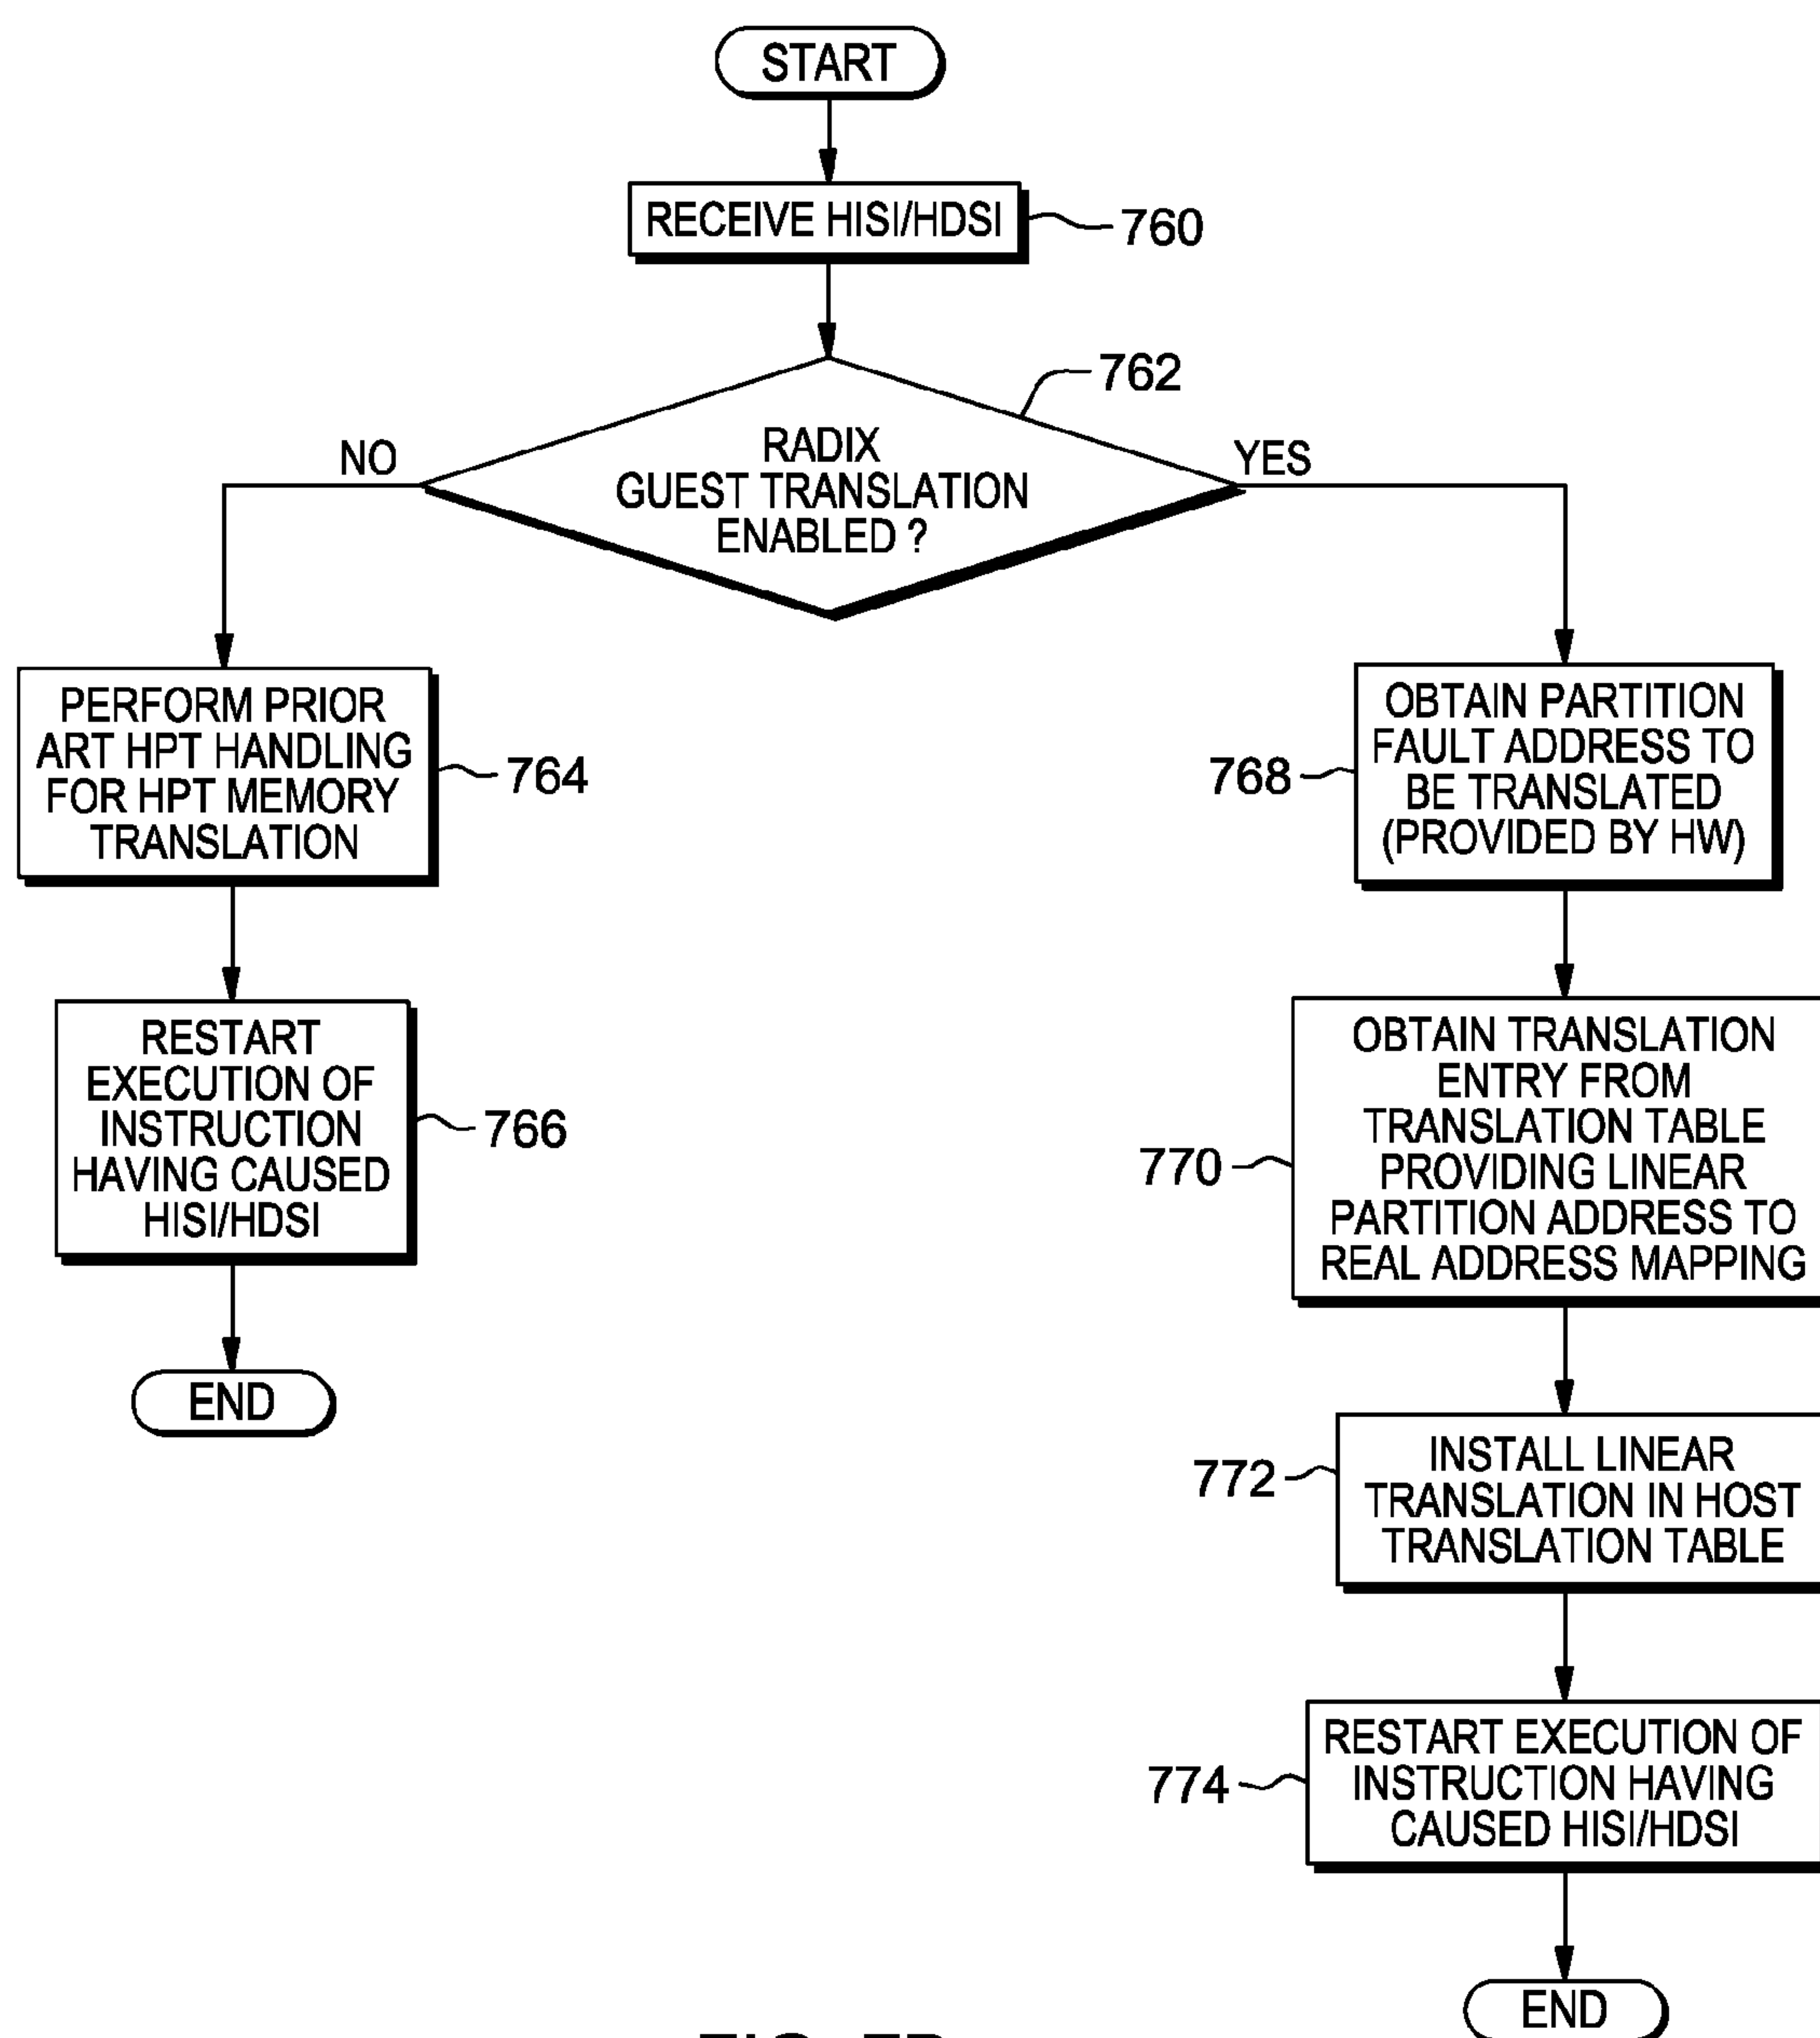 START
RECEIVE HISI/HDSI
760
762
RADIX
GUEST TRANSLATION
ENABLED ?
NO
YES
PERFORM PRIOR
ART HPT HANDLING
FOR HPT MEMORY
TRANSLATION
764
RESTART
EXECUTION OF
INSTRUCTION
HAVING CAUSED
HISI/HDSI
766
END
OBTAIN PARTITION
FAULT ADDRESS TO
BE TRANSLATED
(PROVIDED BY HW)
768
OBTAIN TRANSLATION
ENTRY FROM
TRANSLATION TABLE
PROVIDING LINEAR
PARTITION ADDRESS TO
REAL ADDRESS MAPPING
770
INSTALL LINEAR
TRANSLATION IN HOST
TRANSLATION TABLE
772
RESTART EXECUTION OF
INSTRUCTION HAVING
CAUSED HISI/HDSI
774
END